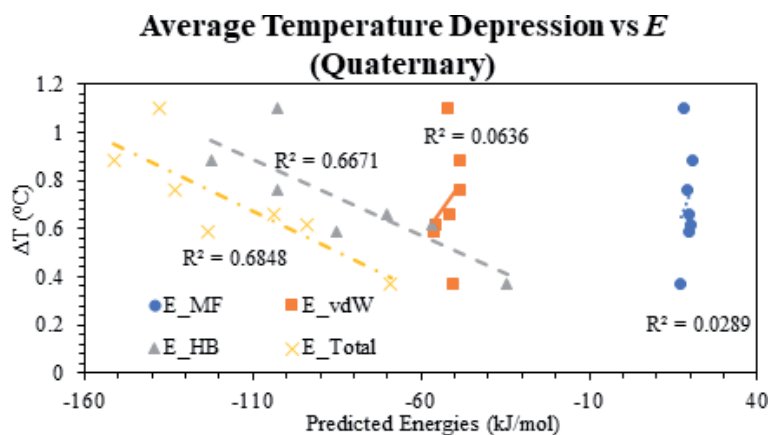 Average Temperature Depression vs E
(Quaternary)
1.2
1
0.8
0.6
0.4
0.2
0
ΔT (⁰C)
R² = 0.0636
R² = 0.6671
R² = 0.6848
R² = 0.0289
E_MF
E_vdW
E_HB
E_Total
-160 -110 -60 -10 40
Predicted Energies (kJ/mol)